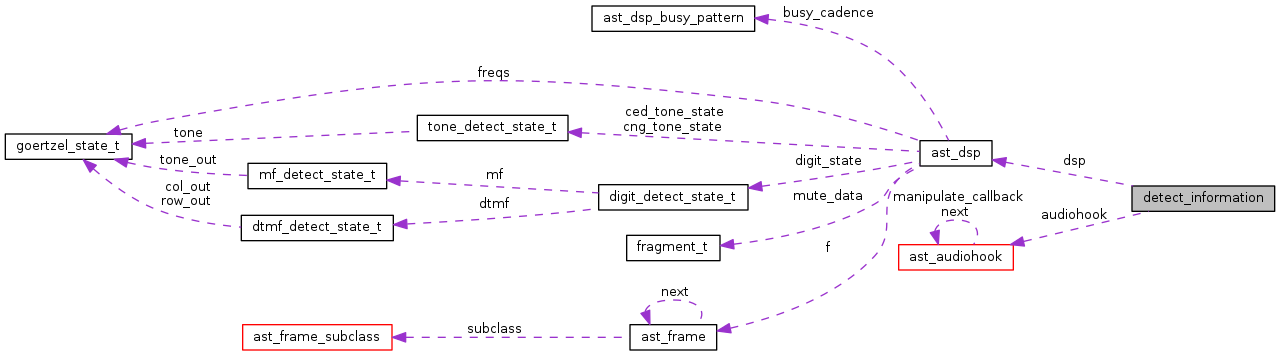 ast_dsp_busy_pattern
busy_cadence
freqs
ced_tone_state
cng_tone_state
tone
tone_detect_state_t
goertzel_state_t
ast_dsp
tone_out
digit_state
dsp
mf_detect_state_t
mf
col_out
row_out
digit_detect_state_t
mute_data
manipulate_callback
next
detect_information
dtmf
audiohook
dtmf_detect_state_t
fragment_t
f
ast_audiohook
next
subclass
ast_frame_subclass
ast_frame